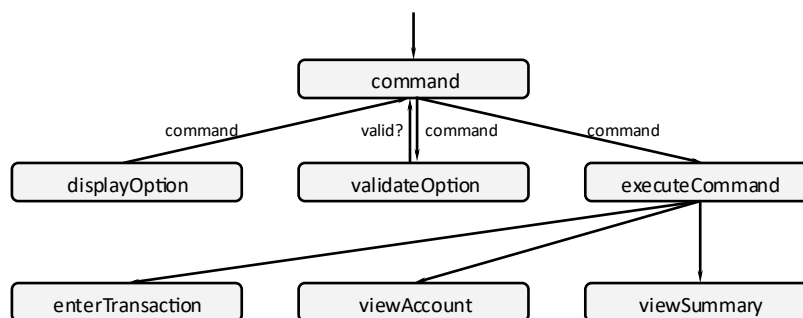 command
command
valid?
command
command
displayOption
validateOption
executeCommand
enterTransaction
viewAccount
viewSummary